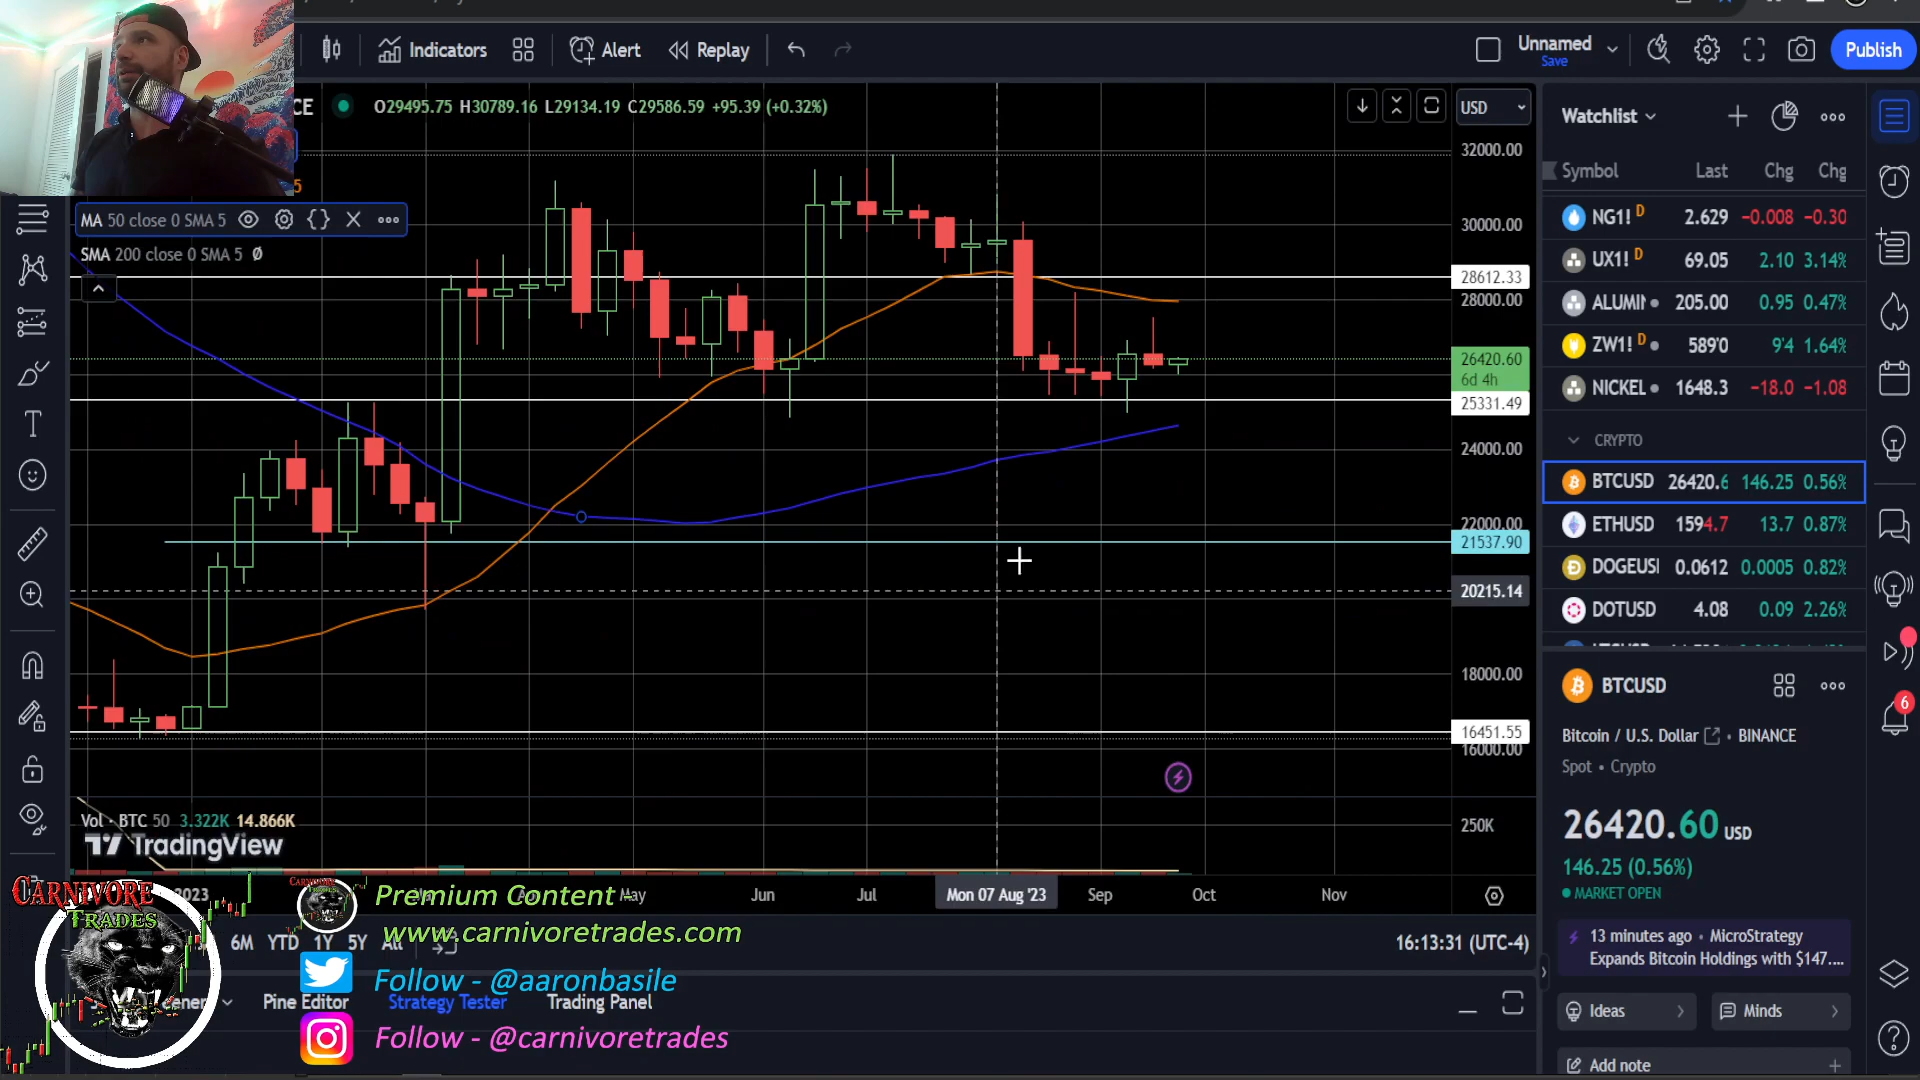 Indicators
Alert
Replay
Unnamed
Save
Publish
CE
O29495.75 H30789.16 L29134.19 C29586.59 +95.39 (+0.32%)
USD
5
MA 50 close 0 SMA 5
SMA 200 close 0 SMA 5 Ø
32000.00
30000.00
28612.33
28000.00
26420.60
6d 4h
25331.49
24000.00
22000.00
21537.90
20215.14
18000.00
16451.55
16000.00
250K
Vol · BTC 50 3.322K 14.866K
TradingView
2023
May
Jun
Jul
Mon 07 Aug '23
Sep
Oct
Nov
6M YTD 1Y 5Y All
16:13:31 (UTC-4)
Pine Editor
Strategy Tester
Trading Panel
CARNIVORE
TRADES
Premium Content -
www.carnivoretrades.com
Follow - @aaronbasile
Follow - @carnivoretrades
Watchlist
Symbol Last Chg Chg
NG1! D 2.629 −0.008 −0.30
UX1! D 69.05 2.10 3.14%
ALUMIN 205.00 0.95 0.47%
ZW1! D 589'0 9'4 1.64%
NICKEL 1648.3 −18.0 −1.08
CRYPTO
BTCUSD 26420.6 146.25 0.56%
ETHUSD 1594.7 13.7 0.87%
DOGEUSI 0.0612 0.0005 0.82%
DOTUSD 4.08 0.09 2.26%
BTCUSD
Bitcoin / U.S. Dollar • BINANCE
Spot • Crypto
26420.60 USD
146.25 (0.56%)
MARKET OPEN
13 minutes ago • MicroStrategy
Expands Bitcoin Holdings with $147....
Ideas
Minds
Add note
6